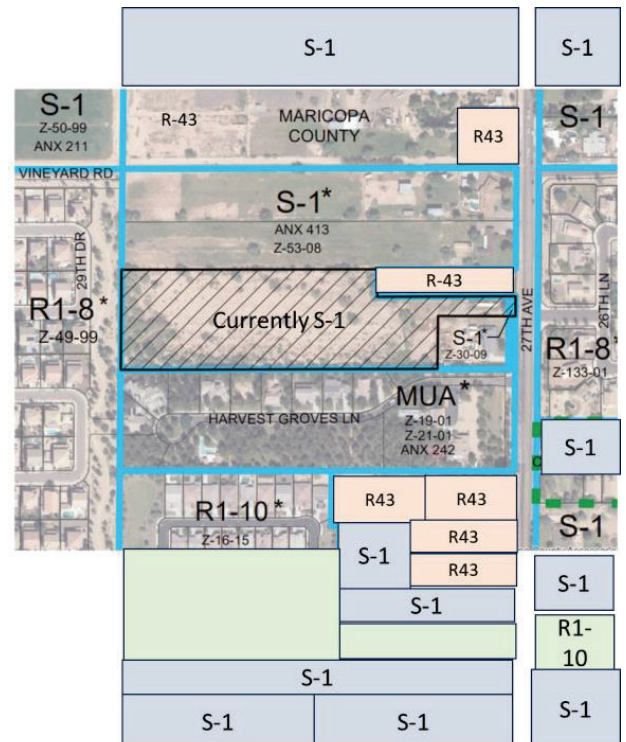 S-1
S-1
S-1
Z-50-99
ANX 211
R-43
MARICOPA
COUNTY
R43
S-1
VINEYARD RD
S-1*
ANX 413
Z-53-08
29TH DR
R-43
Currently S-1
27TH AVE
26TH LN
R1-8*
Z-49-99
S-1*
Z-30-09
R1-8*
Z-133-01
MUA*
HARVEST GROVES LN
Z-19-01
Z-21-01
ANX 242
S-1
R1-10*
Z-16-15
R43
R43
R43
R43
S-1
S-1
S-1
S-1
R1-
10
S-1
S-1
S-1
S-1
S-1